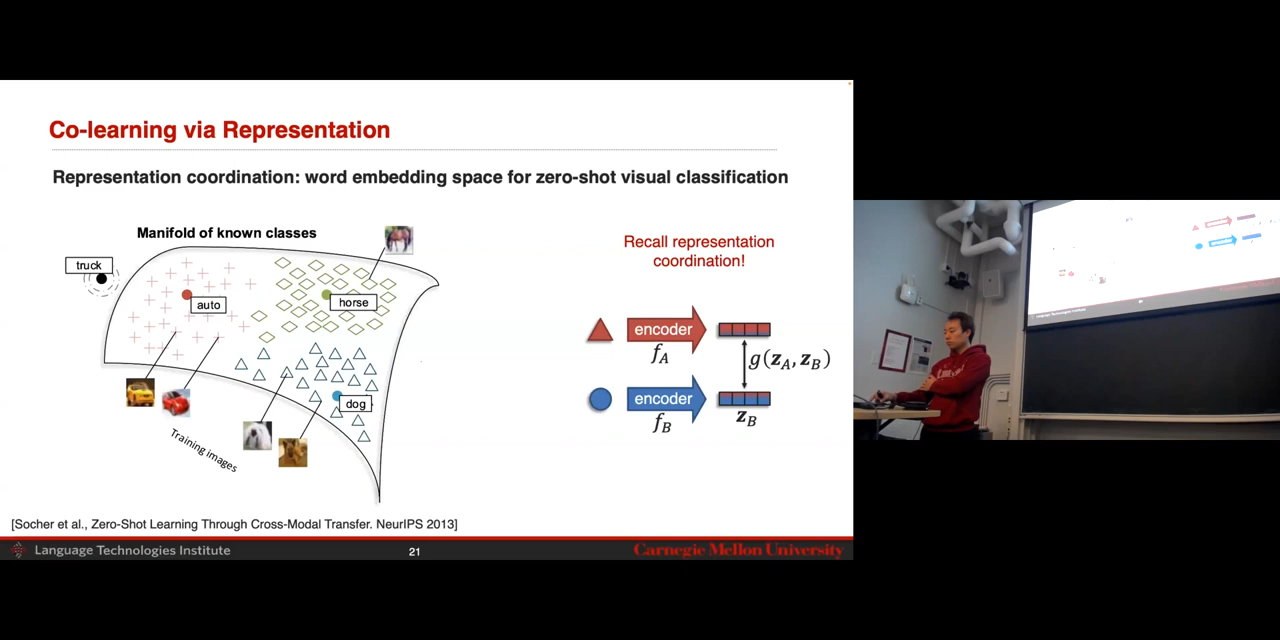 Co-learning via Representation
Representation coordination: word embedding space for zero-shot visual classification
Manifold of known classes
truck
auto
horse
dog
Training images
Recall representation
coordination!
encoder
f_A
g(z_A, z_B)
encoder
f_B
z_B
[Socher et al., Zero-Shot Learning Through Cross-Modal Transfer. NeurIPS 2013]
Language Technologies Institute
21
Carnegie Mellon University